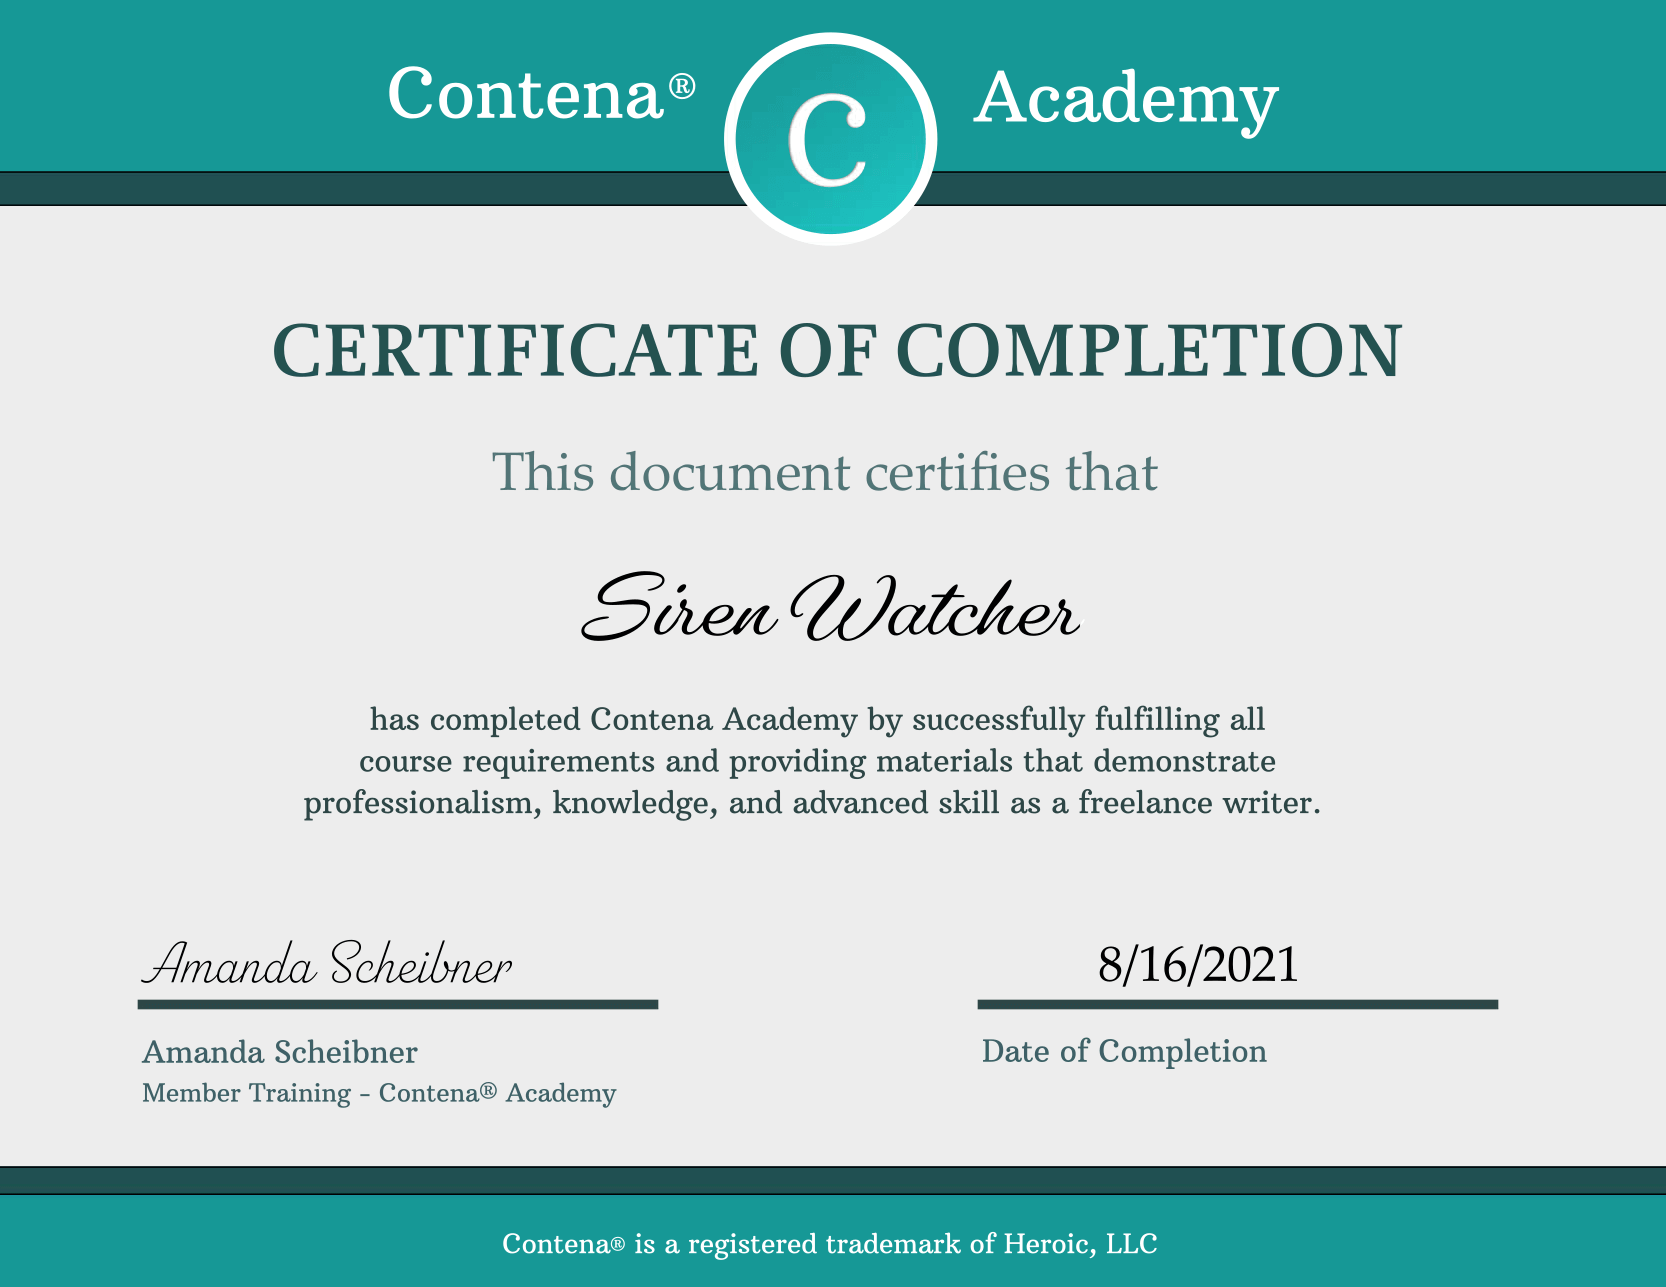 Contena® C Academy
CERTIFICATE OF COMPLETION
This document certifies that
Siren Watcher
has completed Contena Academy by successfully fulfilling all
course requirements and providing materials that demonstrate
professionalism, knowledge, and advanced skill as a freelance writer.
Amanda Scheibner
8/16/2021
Amanda Scheibner
Date of Completion
Member Training - Contena® Academy
Contena® is a registered trademark of Heroic, LLC